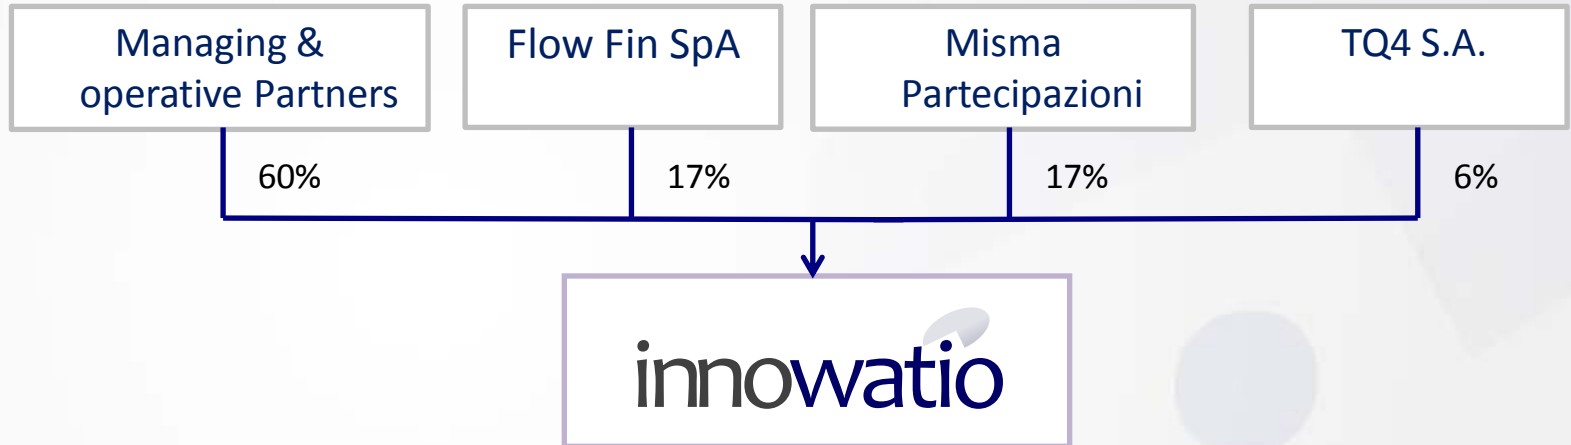 Managing &
operative Partners
Flow Fin SpA
Misma
Partecipazioni
TQ4 S.A.
60%
17%
17%
6%
innowatio